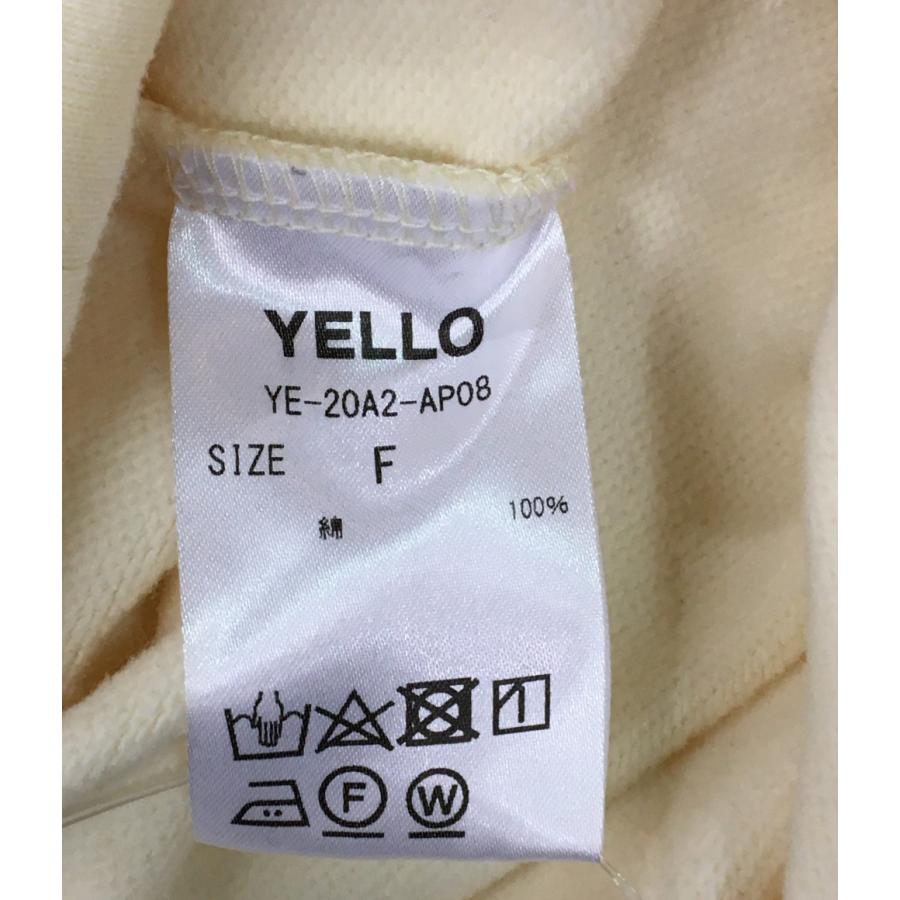 YELLO
YE-20A2-AP08
SIZE F
綿 100%
F W